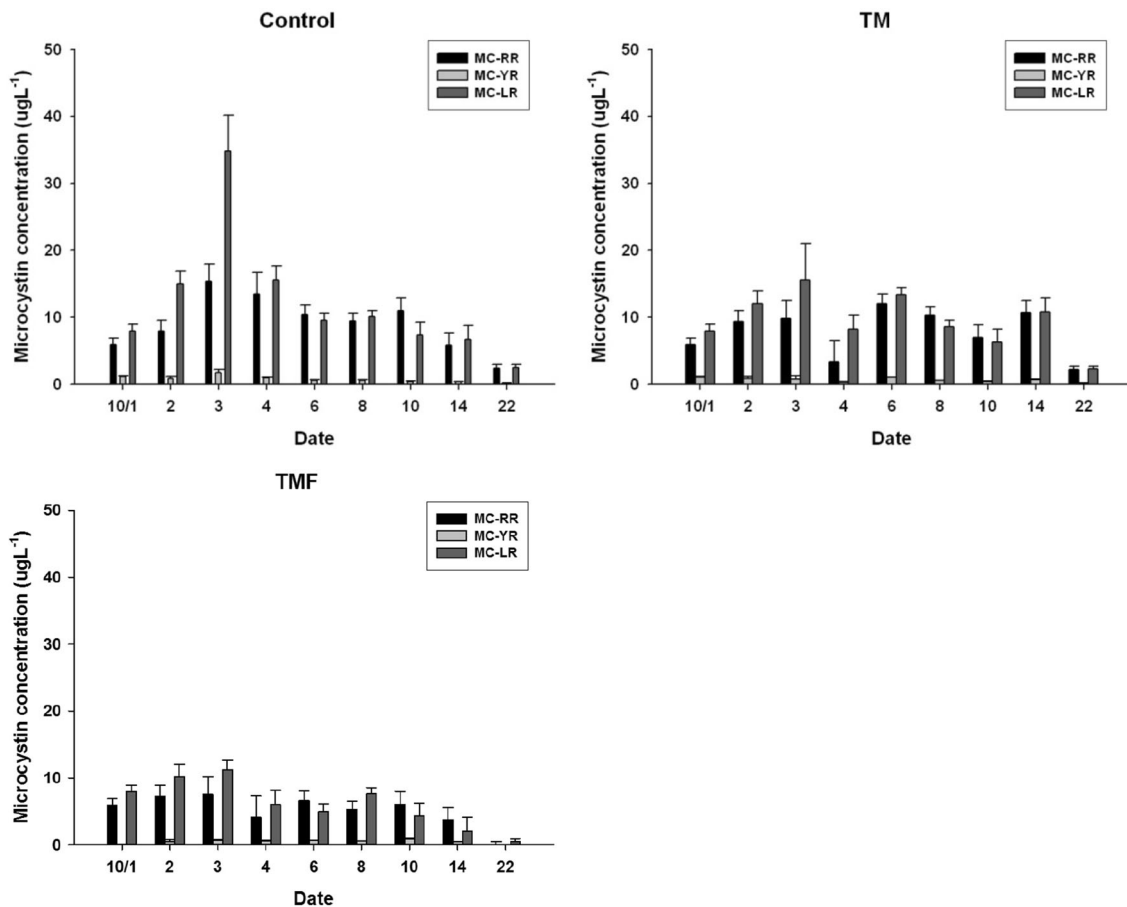 Control
Microcystin concentration (ugL-1)
50
40
30
20
10
0
MC-RR
MC-YR
MC-LR
10/1 2 3 4 6 8 10 14 22
Date
TM
Microcystin concentration (ugL-1)
50
40
30
20
10
0
MC-RR
MC-YR
MC-LR
10/1 2 3 4 6 8 10 14 22
Date
TMF
Microcystin concentration (ugL-1)
50
40
30
20
10
0
MC-RR
MC-YR
MC-LR
10/1 2 3 4 6 8 10 14 22
Date